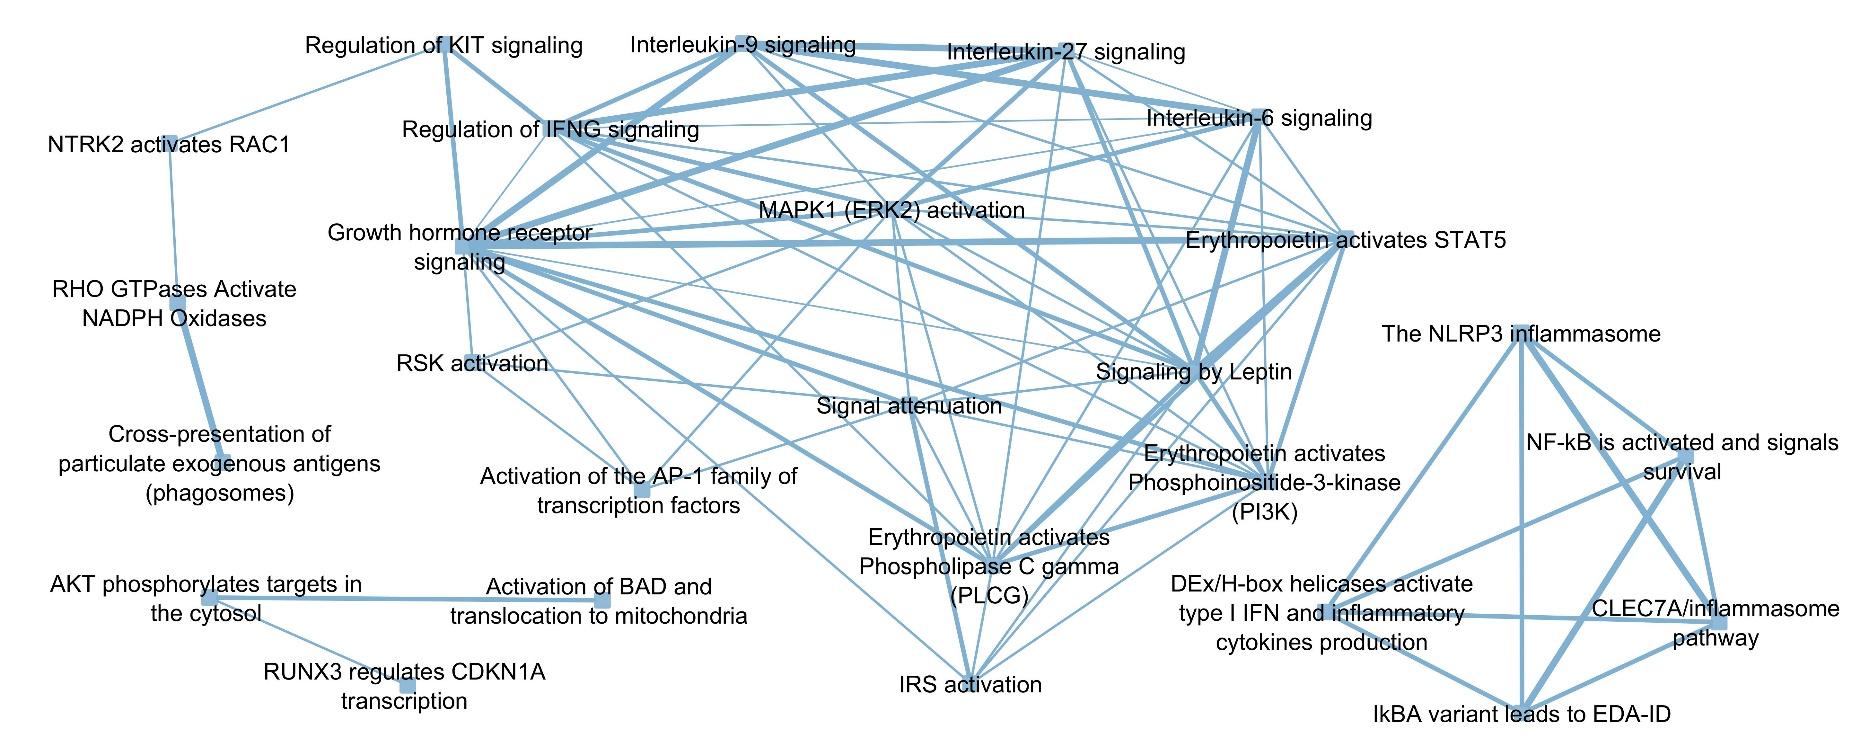 Regulation of KIT signaling
Interleukin-9 signaling
Interleukin-27 signaling
Interleukin-6 signaling
Regulation of IFNG signaling
NTRK2 activates RAC1
MAPK1 (ERK2) activation
Growth hormone receptor
signaling
Erythropoietin activates STAT5
RHO GTPases Activate
NADPH Oxidases
The NLRP3 inflammasome
RSK activation
Signaling by Leptin
Signal attenuation
Cross-presentation of
particulate exogenous antigens
(phagosomes)
NF-kB is activated and signals
survival
Erythropoietin activates
Phosphoinositide-3-kinase
(PI3K)
Activation of the AP-1 family of
transcription factors
Erythropoietin activates
Phospholipase C gamma
(PLCG)
AKT phosphorylates targets in
the cytosol
Activation of BAD and
translocation to mitochondria
DEx/H-box helicases activate
type I IFN and inflammatory
cytokines production
CLEC7A/inflammasome
pathway
RUNX3 regulates CDKN1A
transcription
IRS activation
IkBA variant leads to EDA-ID